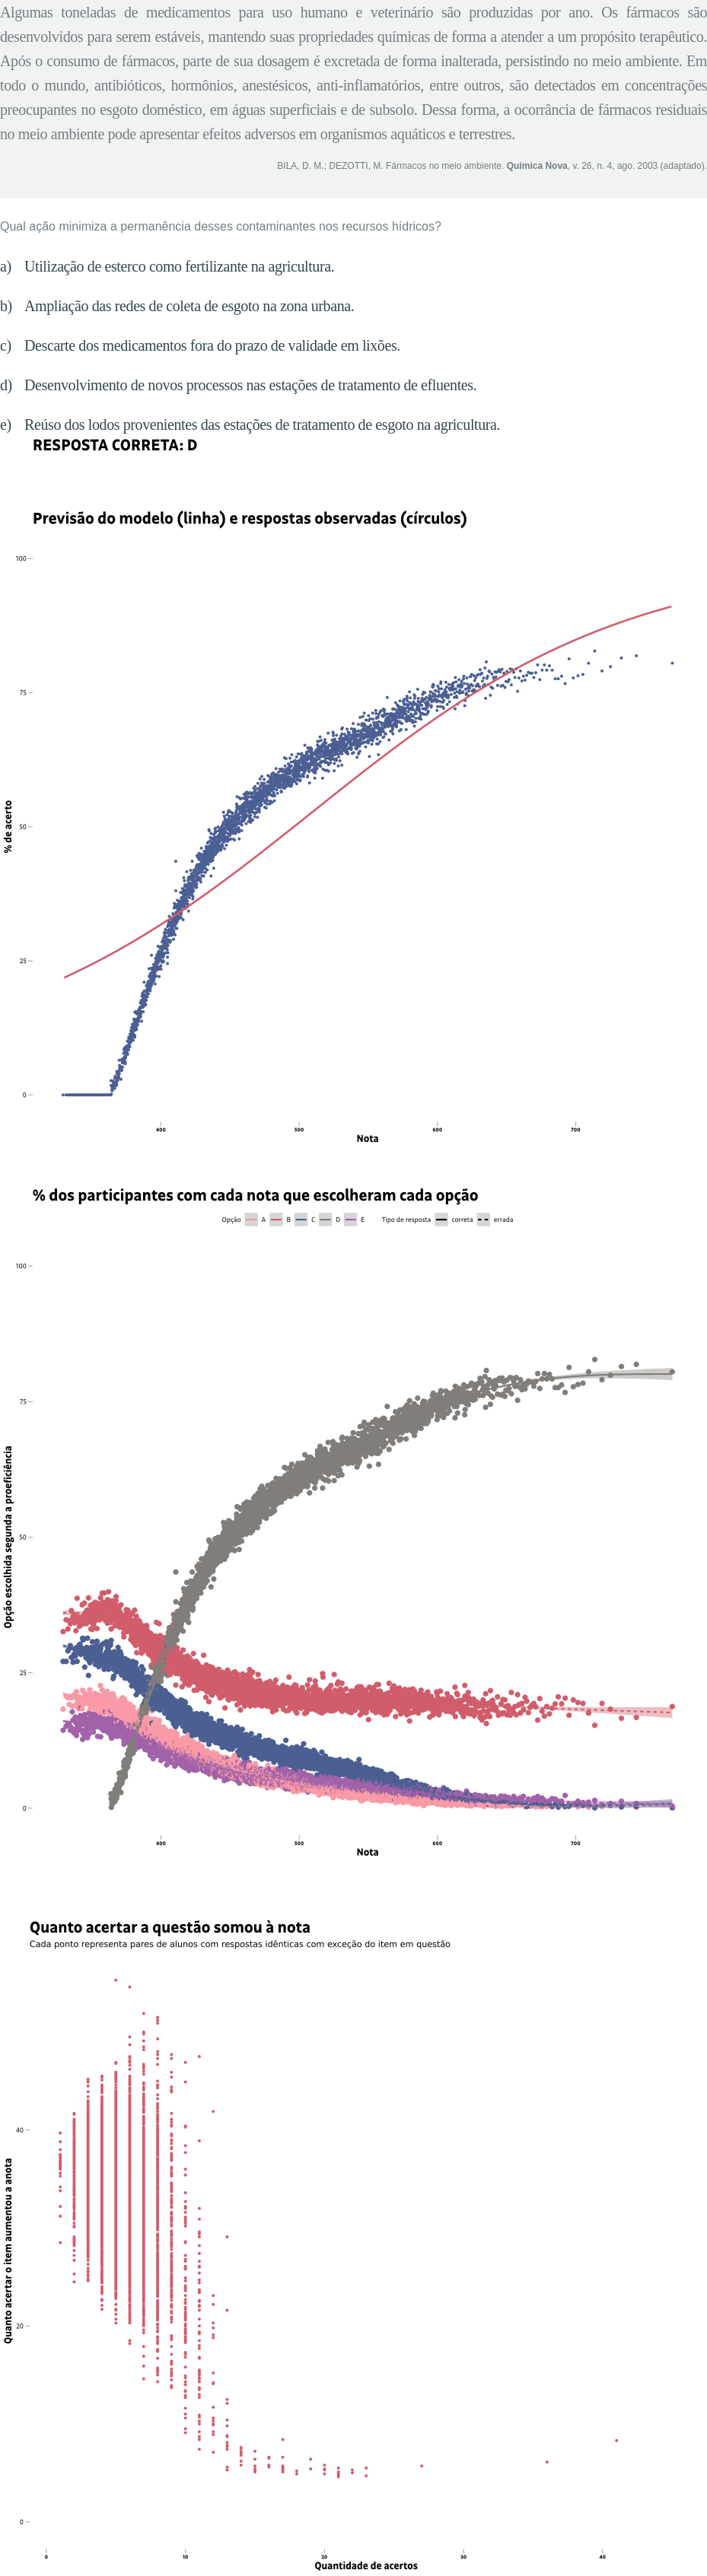 Algumas toneladas de medicamentos para uso humano e veterinário são produzidas por ano. Os fármacos são
desenvolvidos para serem estáveis, mantendo suas propriedades químicas de forma a atender a um propósito terapêutico.
Após o consumo de fármacos, parte de sua dosagem é excretada de forma inalterada, persistindo no meio ambiente. Em
todo o mundo, antibióticos, hormônios, anestésicos, anti-inflamatórios, entre outros, são detectados em concentrações
preocupantes no esgoto doméstico, em águas superficiais e de subsolo. Dessa forma, a ocorrência de fármacos residuais
no meio ambiente pode apresentar efeitos adversos em organismos aquáticos e terrestres.
BILA, D. M.; DEZOTTI, M. Fármacos no meio ambiente. Química Nova, v. 26, n. 4, ago. 2003 (adaptado).
Qual ação minimiza a permanência desses contaminantes nos recursos hídricos?
a) Utilização de esterco como fertilizante na agricultura.
b) Ampliação das redes de coleta de esgoto na zona urbana.
c) Descarte dos medicamentos fora do prazo de validade em lixões.
d) Desenvolvimento de novos processos nas estações de tratamento de efluentes.
e) Reúso dos lodos provenientes das estações de tratamento de esgoto na agricultura.
RESPOSTA CORRETA: D
Previsão do modelo (linha) e respostas observadas (círculos)
100
75
50
25
0
% de acerto
400 500 600 700
Nota
% dos participantes com cada nota que escolheram cada opção
Opção A B C D E Tipo de resposta correta errada
100
75
50
25
0
Opção escolhida segunda a proeficiência
400 500 600 700
Nota
Quanto acertar a questão somou à nota
Cada ponto representa pares de alunos com respostas idênticas com exceção do item em questão
40
20
0
Quanto acertar o item aumentou a anota
0 10 20 30 40
Quantidade de acertos